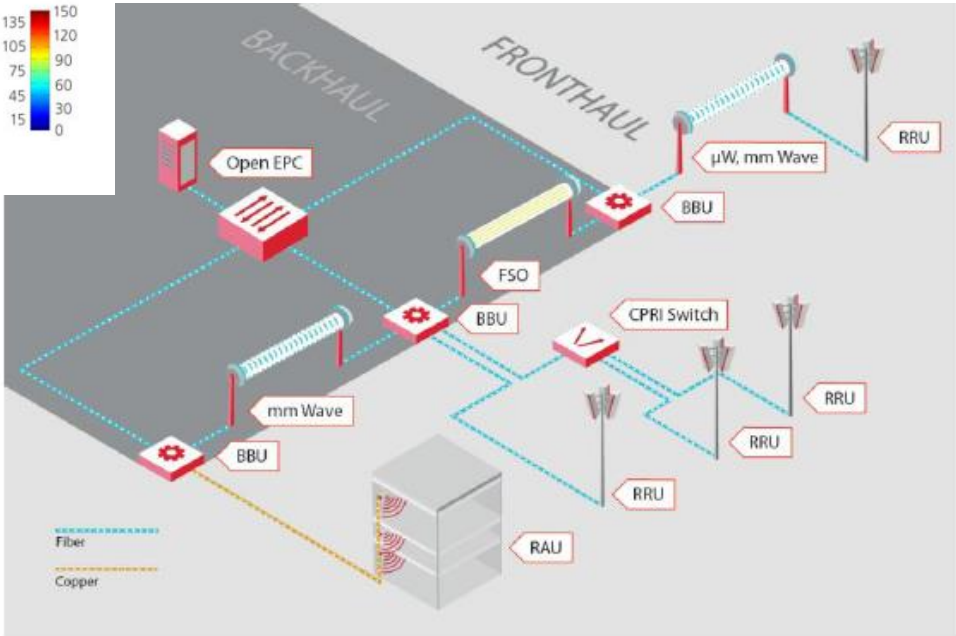 150
135
120
105
90
75
60
45
30
15
0
BACKHAUL
FRONTHAUL
RRU
µW, mm Wave
Open EPC
BBU
FSO
CPRI Switch
BBU
RRU
mm Wave
RRU
BBU
RRU
RAU
Fiber
Copper